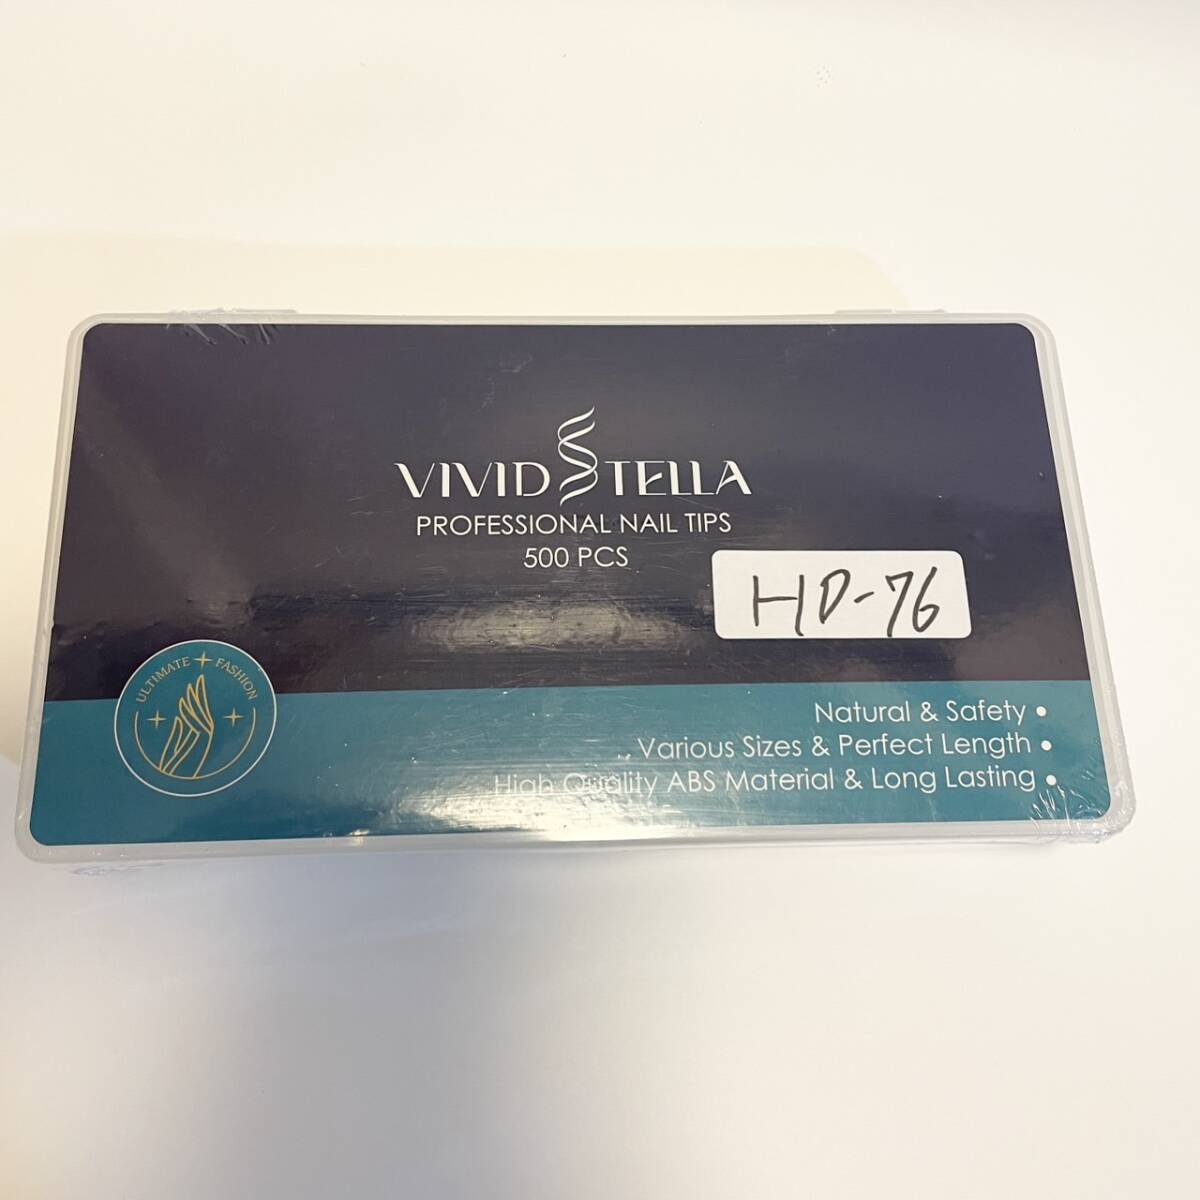 VIVID STELLA
PROFESSIONAL NAIL TIPS
500 PCS
HD-76
ULTIMATE FASHION
Natural & Safety •
Various Sizes & Perfect Length •
High Quality ABS Material & Long Lasting •